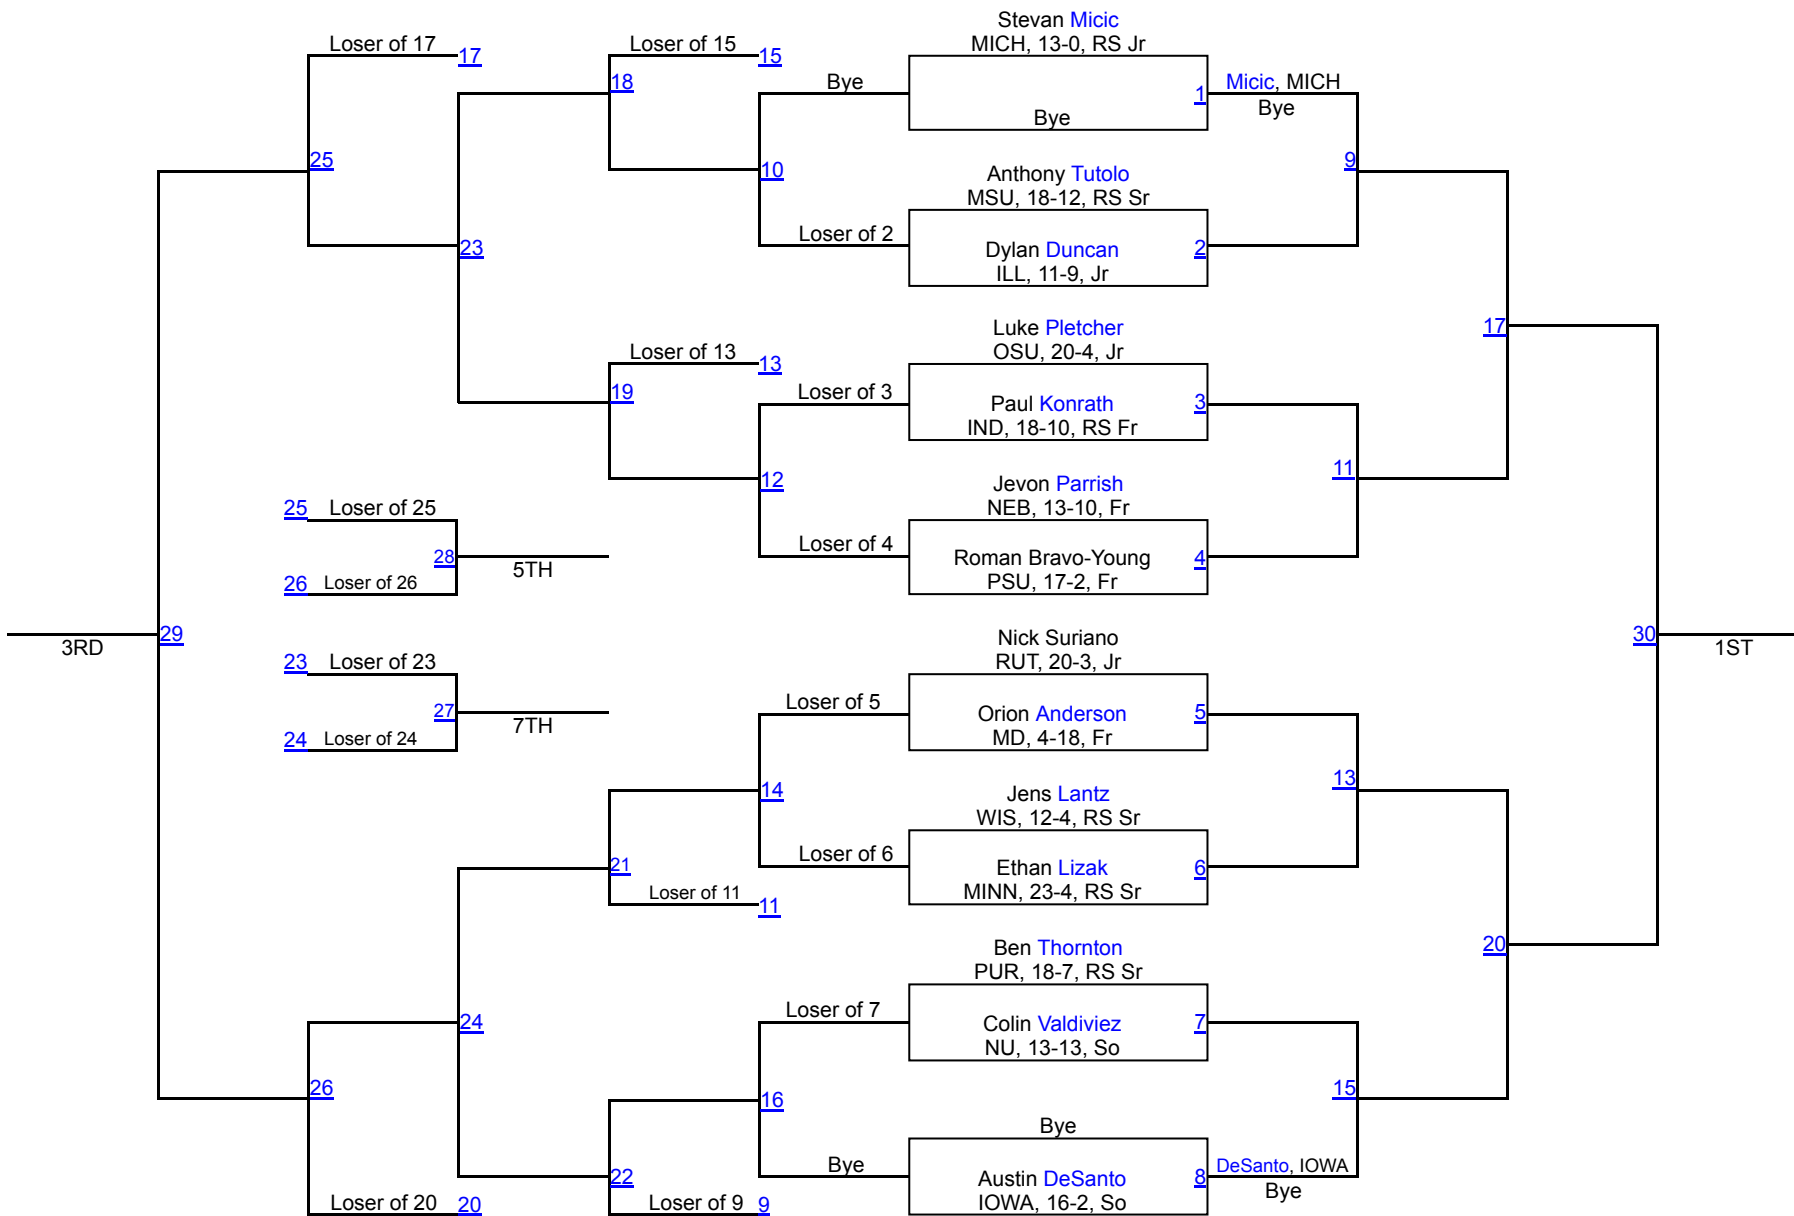 Stevan Micic
MICH, 13-0, RS Jr
Loser of 17
17
Loser of 15
15
18
Bye
1
Micic, MICH
Bye
Bye
25
10
9
Anthony Tutolo
MSU, 18-12, RS Sr
23
Loser of 2
Dylan Duncan
ILL, 11-9, Jr
2
Luke Pletcher
OSU, 20-4, Jr
17
Loser of 13
13
19
Loser of 3
Paul Konrath
IND, 18-10, RS Fr
3
12
11
Jevon Parrish
NEB, 13-10, Fr
25
Loser of 25
28
5TH
26
Loser of 26
Loser of 4
Roman Bravo-Young
PSU, 17-2, Fr
4
3RD
29
Nick Suriano
RUT, 20-3, Jr
30
1ST
23
Loser of 23
27
7TH
24
Loser of 24
Loser of 5
Orion Anderson
MD, 4-18, Fr
5
14
13
Jens Lantz
WIS, 12-4, RS Sr
21
Loser of 6
Ethan Lizak
MINN, 23-4, RS Sr
6
Loser of 11
11
Ben Thornton
PUR, 18-7, RS Sr
20
24
Loser of 7
Colin Valdiviez
NU, 13-13, So
7
26
16
15
Bye
22
Bye
Austin DeSanto
IOWA, 16-2, So
8
DeSanto, IOWA
Bye
Loser of 20
20
Loser of 9
9